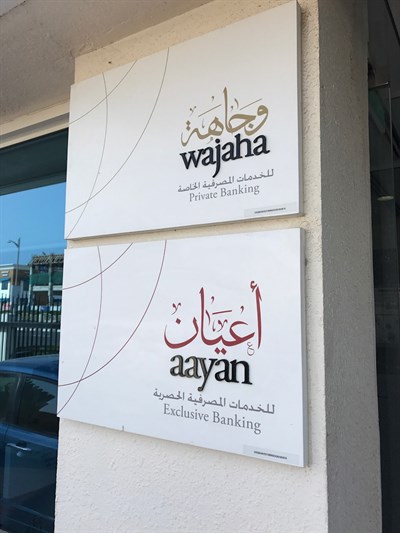 وجاهة
wajaha
للخدمات المصرفية الخاصة
Private Banking
أعيان
aayan
للخدمات المصرفية الحصرية
Exclusive Banking